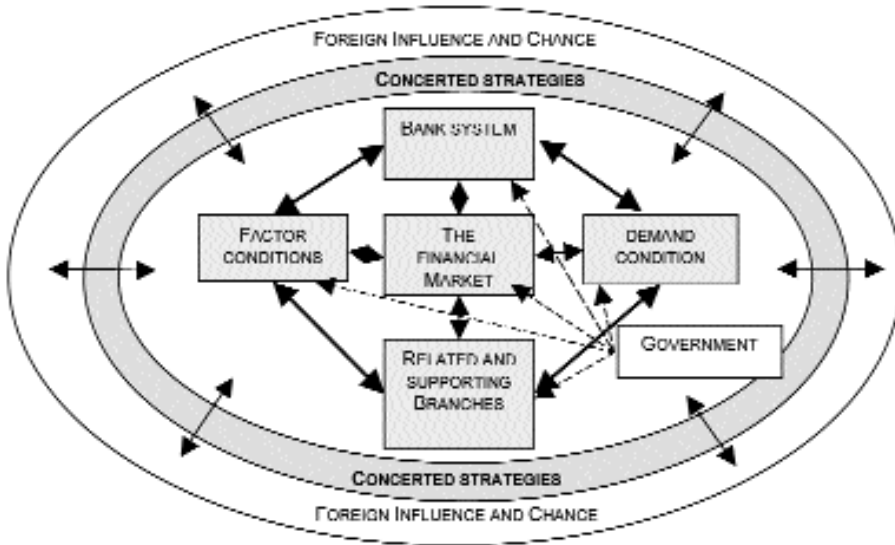 FOREIGN INFLUENCE AND CHANCE
CONCERTED STRATEGIES
BANK SYSTEM
FACTOR
CONDITIONS
THE
FINANCIAL
MARKET
DEMAND
CONDITION
GOVERNMENT
RELATED AND
SUPPORTING
BRANCHES
CONCERTED STRATEGIES
FOREIGN INFLUENCE AND CHANCE